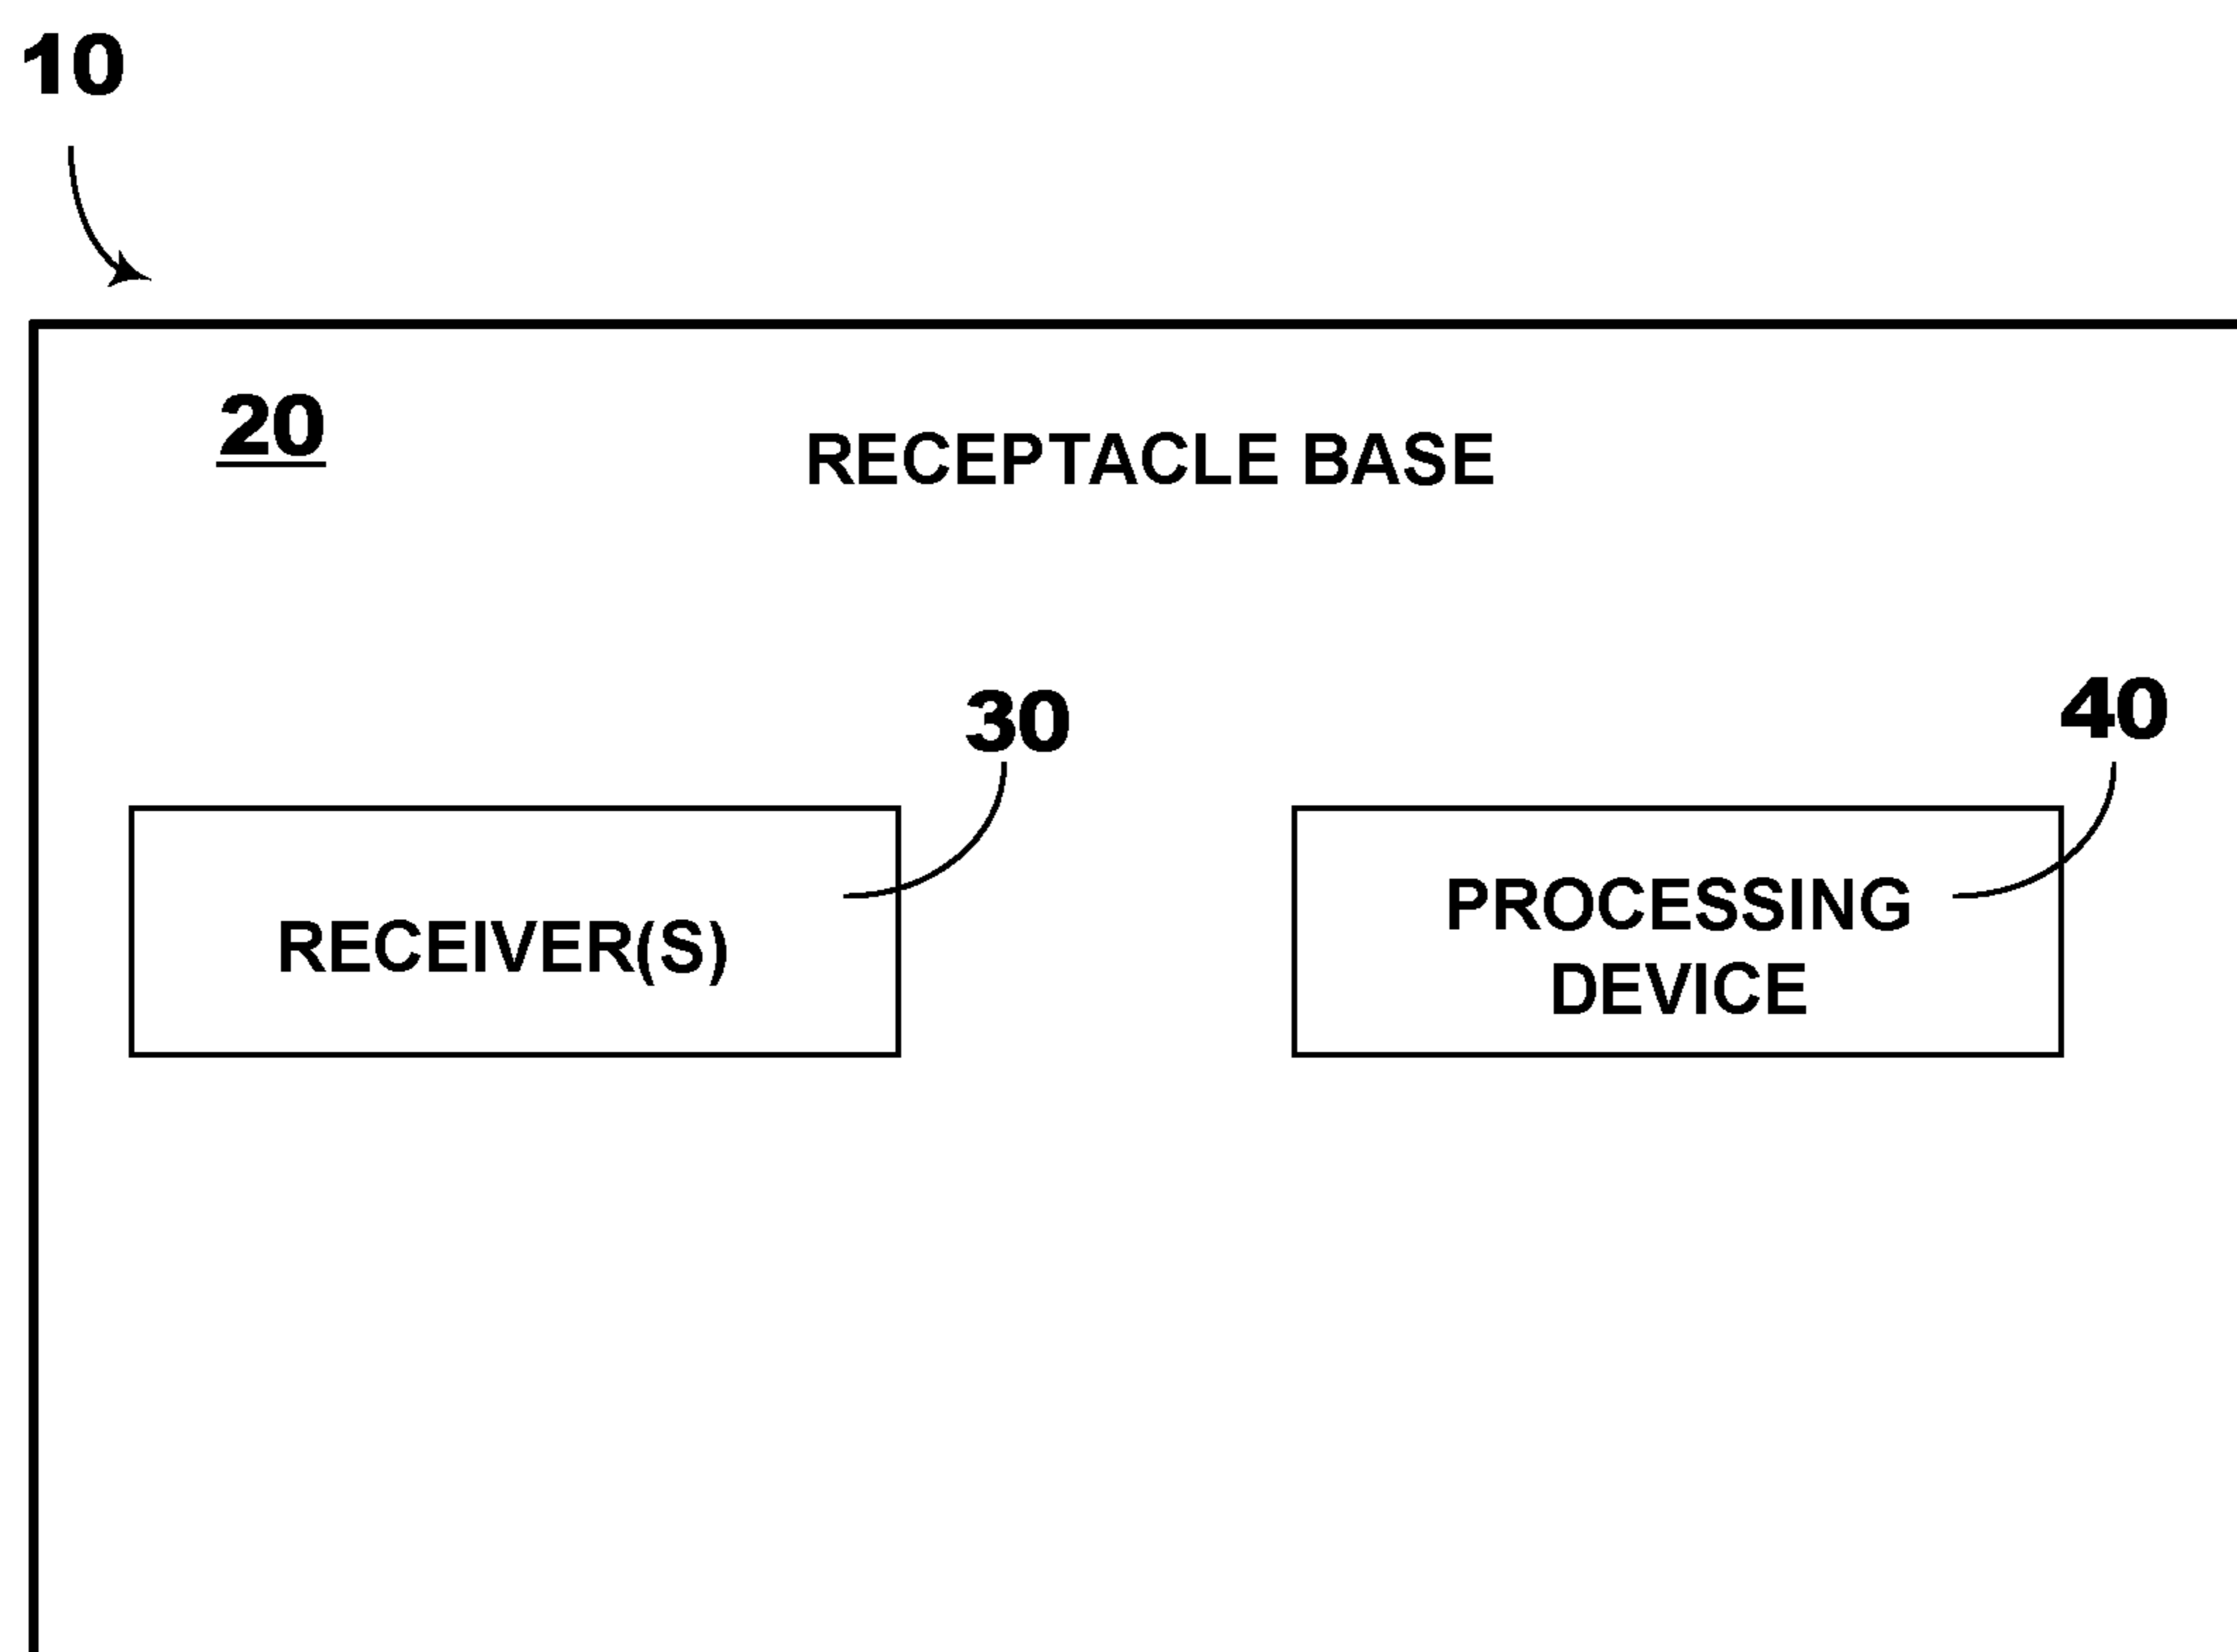 10
20
RECEPTACLE BASE
30
40
RECEIVER(S)
PROCESSING
DEVICE